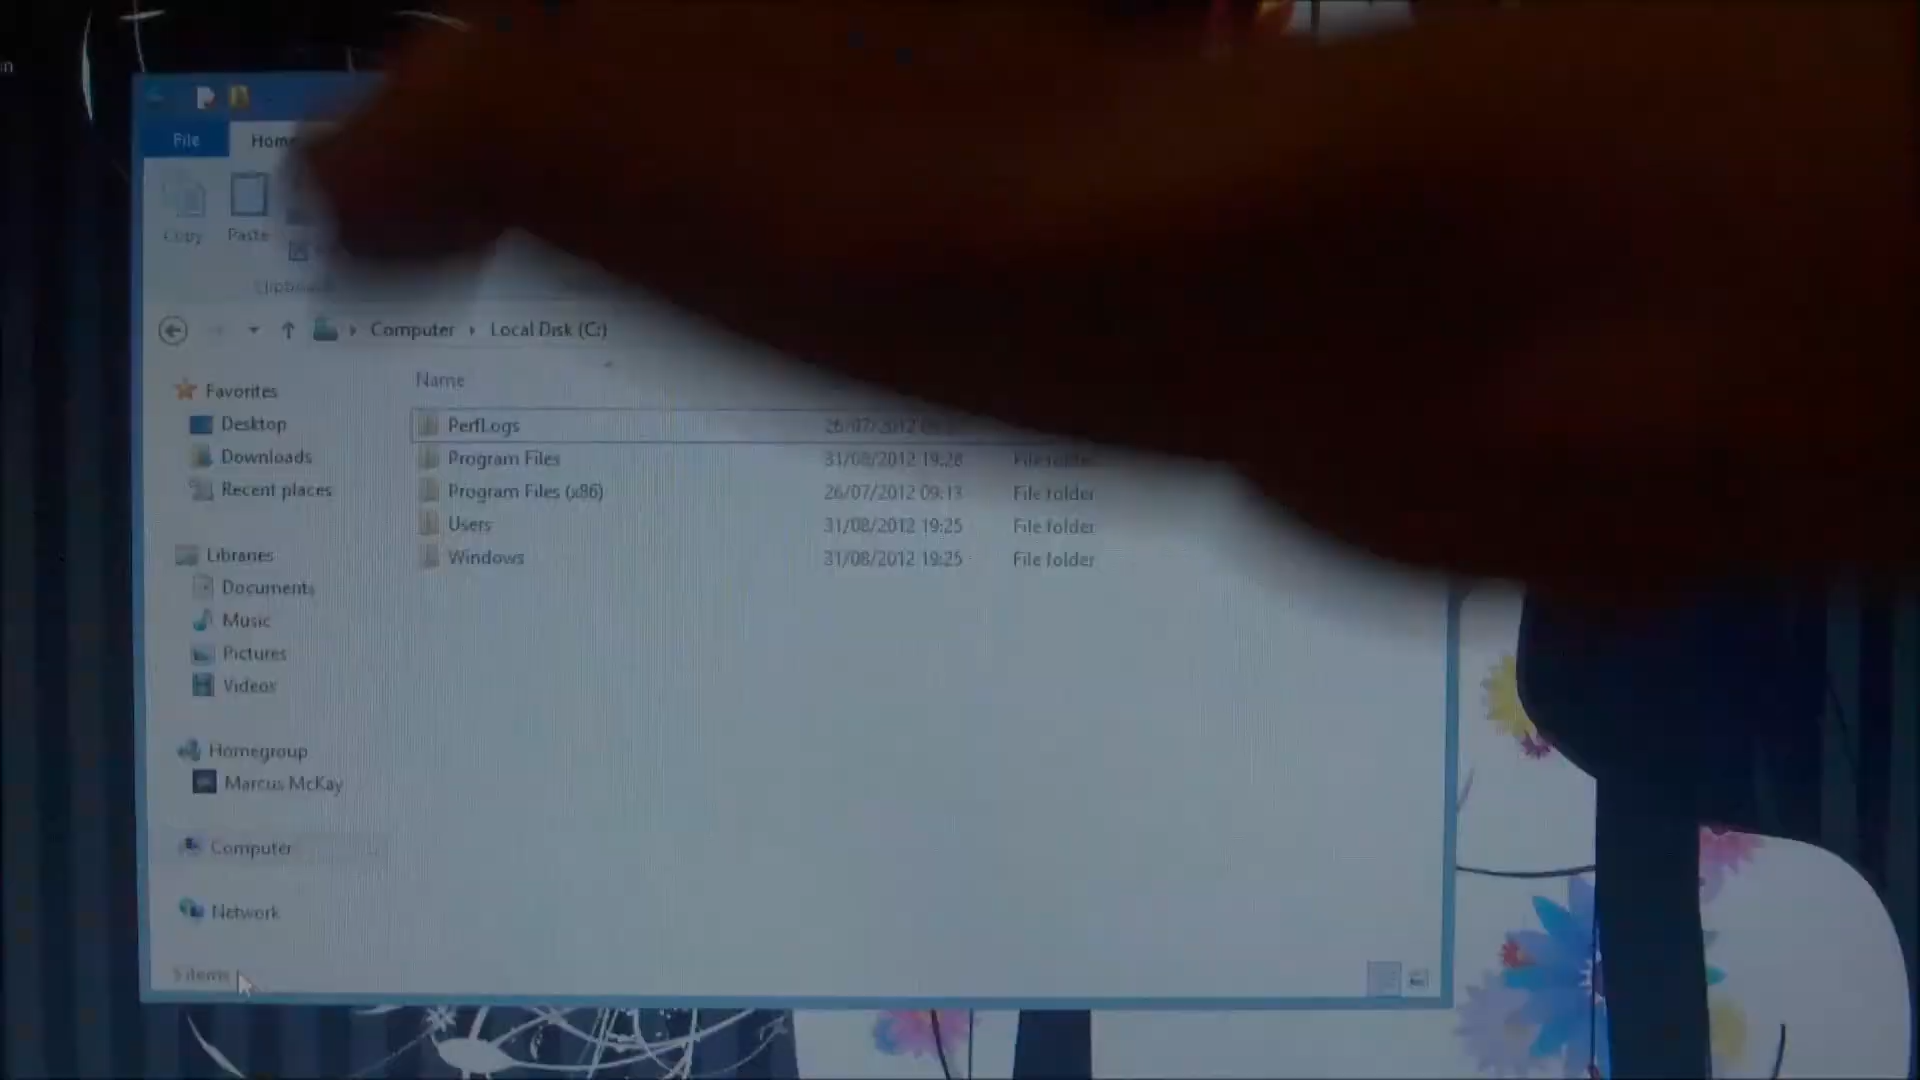 File Home
Copy Paste
Computer Local Disk (C:)
Name
Favorites
Desktop
Downloads
Recent places
Libraries
Documents
Music
Pictures
Videos
Homegroup
Marcus McKay
Computer
Network
PerfLogs 26/07/2012
Program Files 31/08/2012 19:28 File folder
Program Files (x86) 26/07/2012 09:13 File folder
Users 31/08/2012 19:25 File folder
Windows 31/08/2012 19:25 File folder
5 items